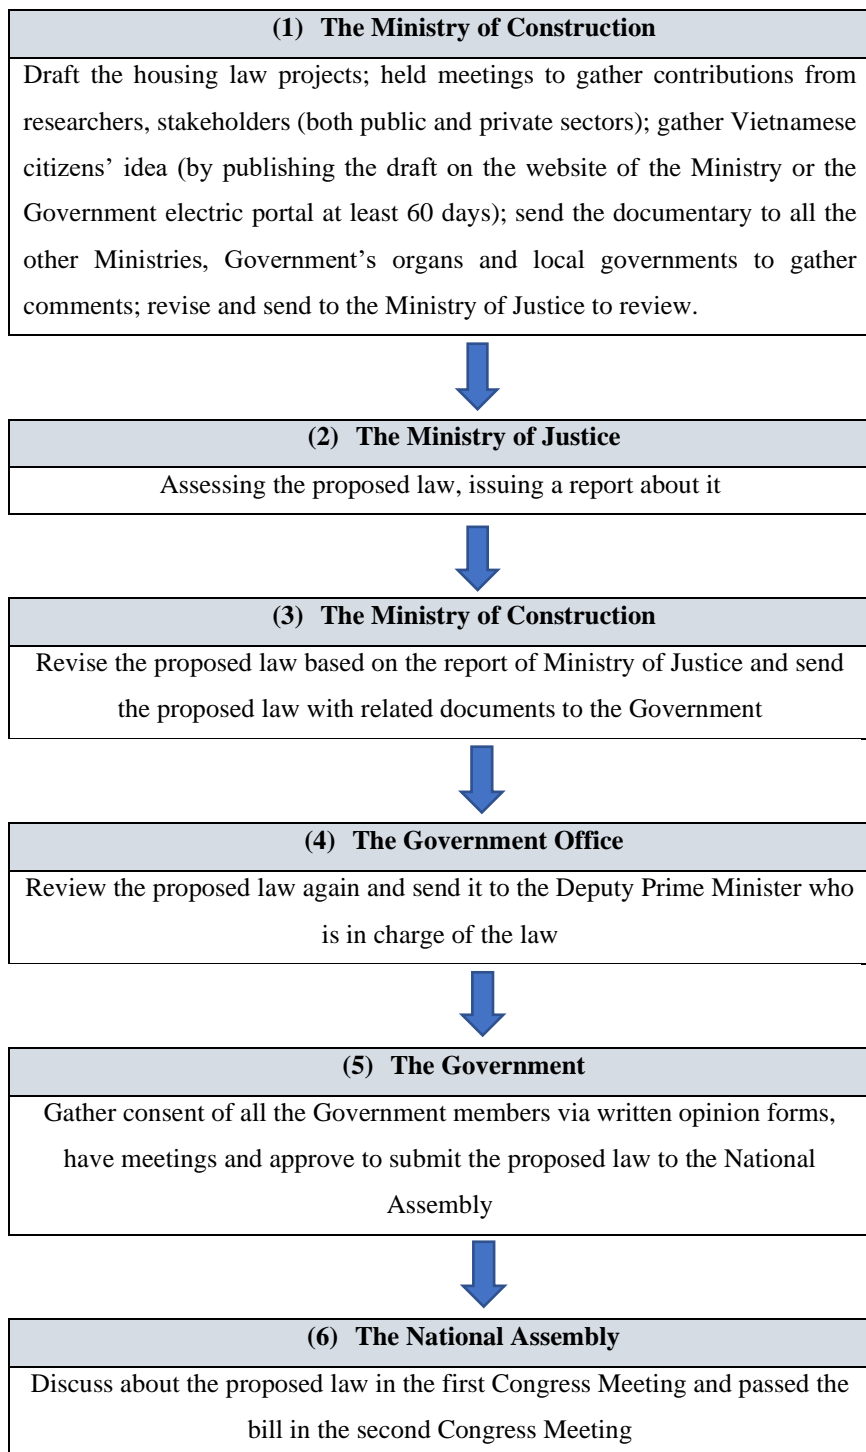 (1) The Ministry of Construction
Draft the housing law projects; held meetings to gather contributions from
researchers, stakeholders (both public and private sectors); gather Vietnamese
citizens’ idea (by publishing the draft on the website of the Ministry or the
Government electric portal at least 60 days); send the documentary to all the
other Ministries, Government’s organs and local governments to gather
comments; revise and send to the Ministry of Justice to review.
(2) The Ministry of Justice
Assessing the proposed law, issuing a report about it
(3) The Ministry of Construction
Revise the proposed law based on the report of Ministry of Justice and send
the proposed law with related documents to the Government
(4) The Government Office
Review the proposed law again and send it to the Deputy Prime Minister who
is in charge of the law
(5) The Government
Gather consent of all the Government members via written opinion forms,
have meetings and approve to submit the proposed law to the National
Assembly
(6) The National Assembly
Discuss about the proposed law in the first Congress Meeting and passed the
bill in the second Congress Meeting